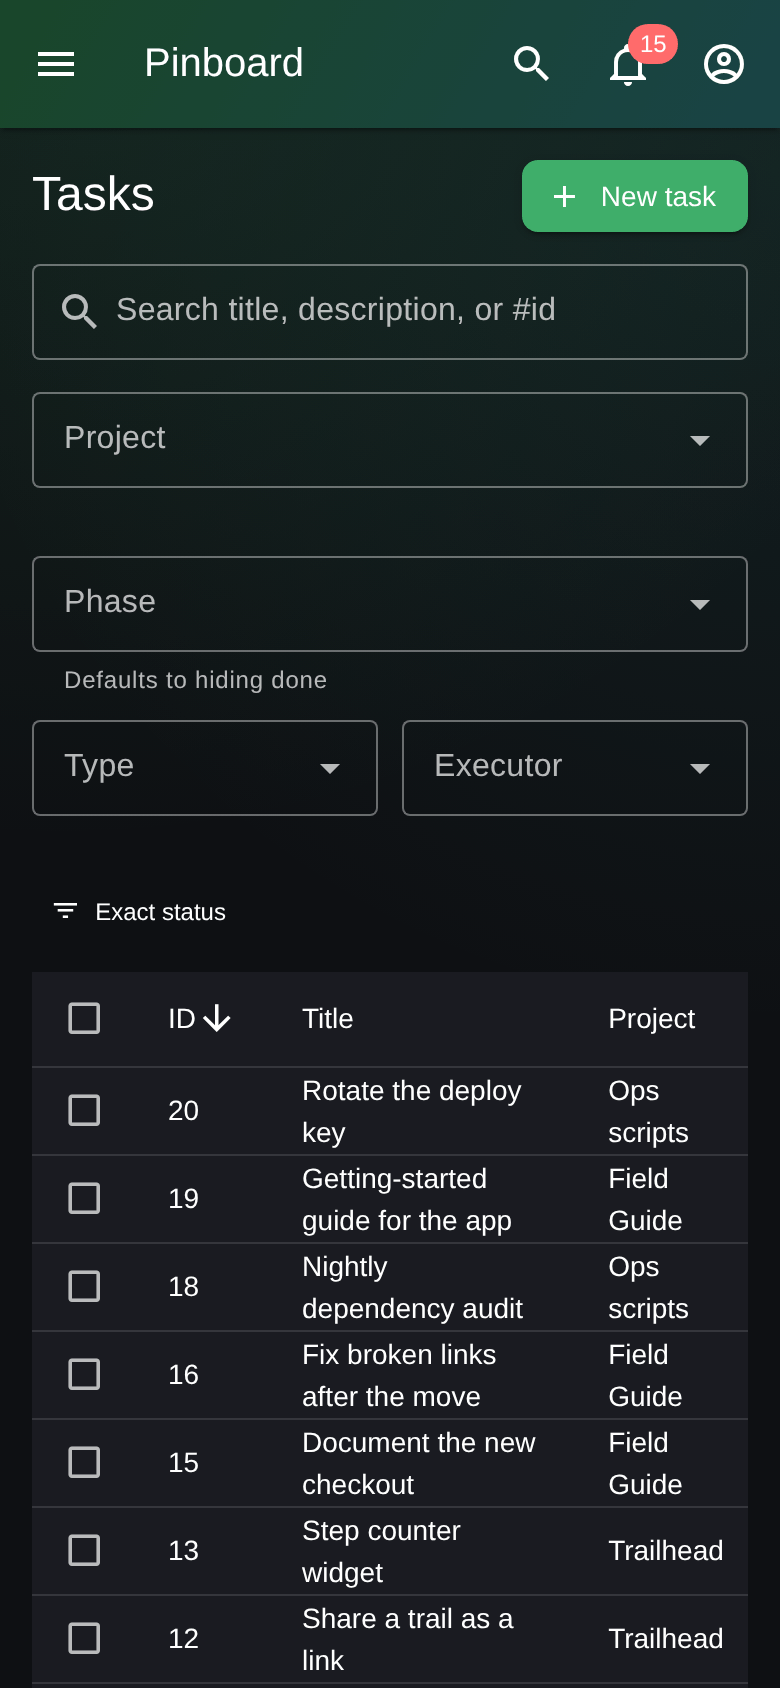 Pinboard
15
Tasks
New task
Search title, description, or #id
Project
Phase
Defaults to hiding done
Type
Executor
Exact status
ID Title Project
20 Rotate the deploy key Ops scripts
19 Getting-started guide for the app Field Guide
18 Nightly dependency audit Ops scripts
16 Fix broken links after the move Field Guide
15 Document the new checkout Field Guide
13 Step counter widget Trailhead
12 Share a trail as a link Trailhead